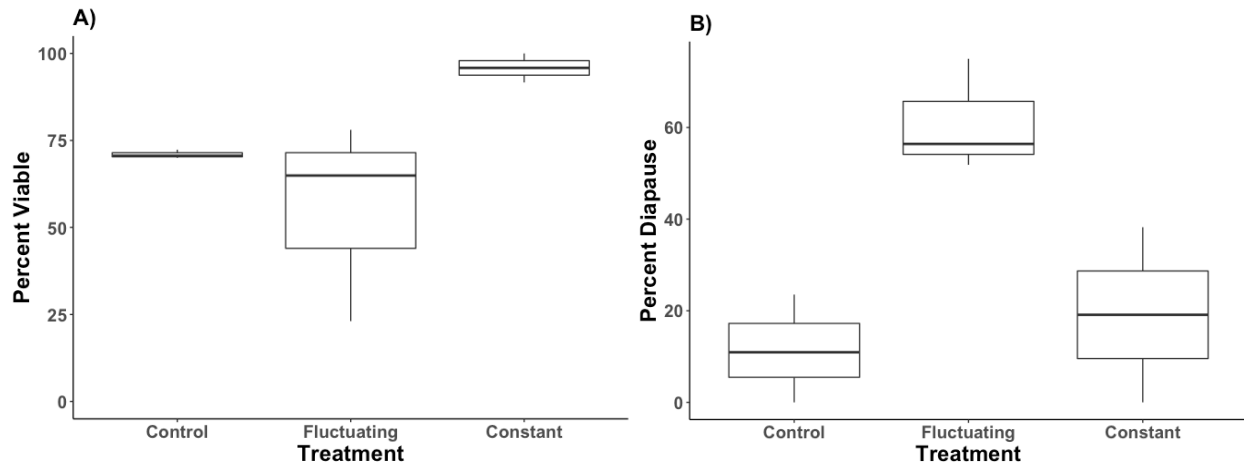 A)
Percent Viable
100
75
50
25
0
Control Fluctuating Constant
Treatment
B)
Percent Diapause
60
40
20
0
Control Fluctuating Constant
Treatment